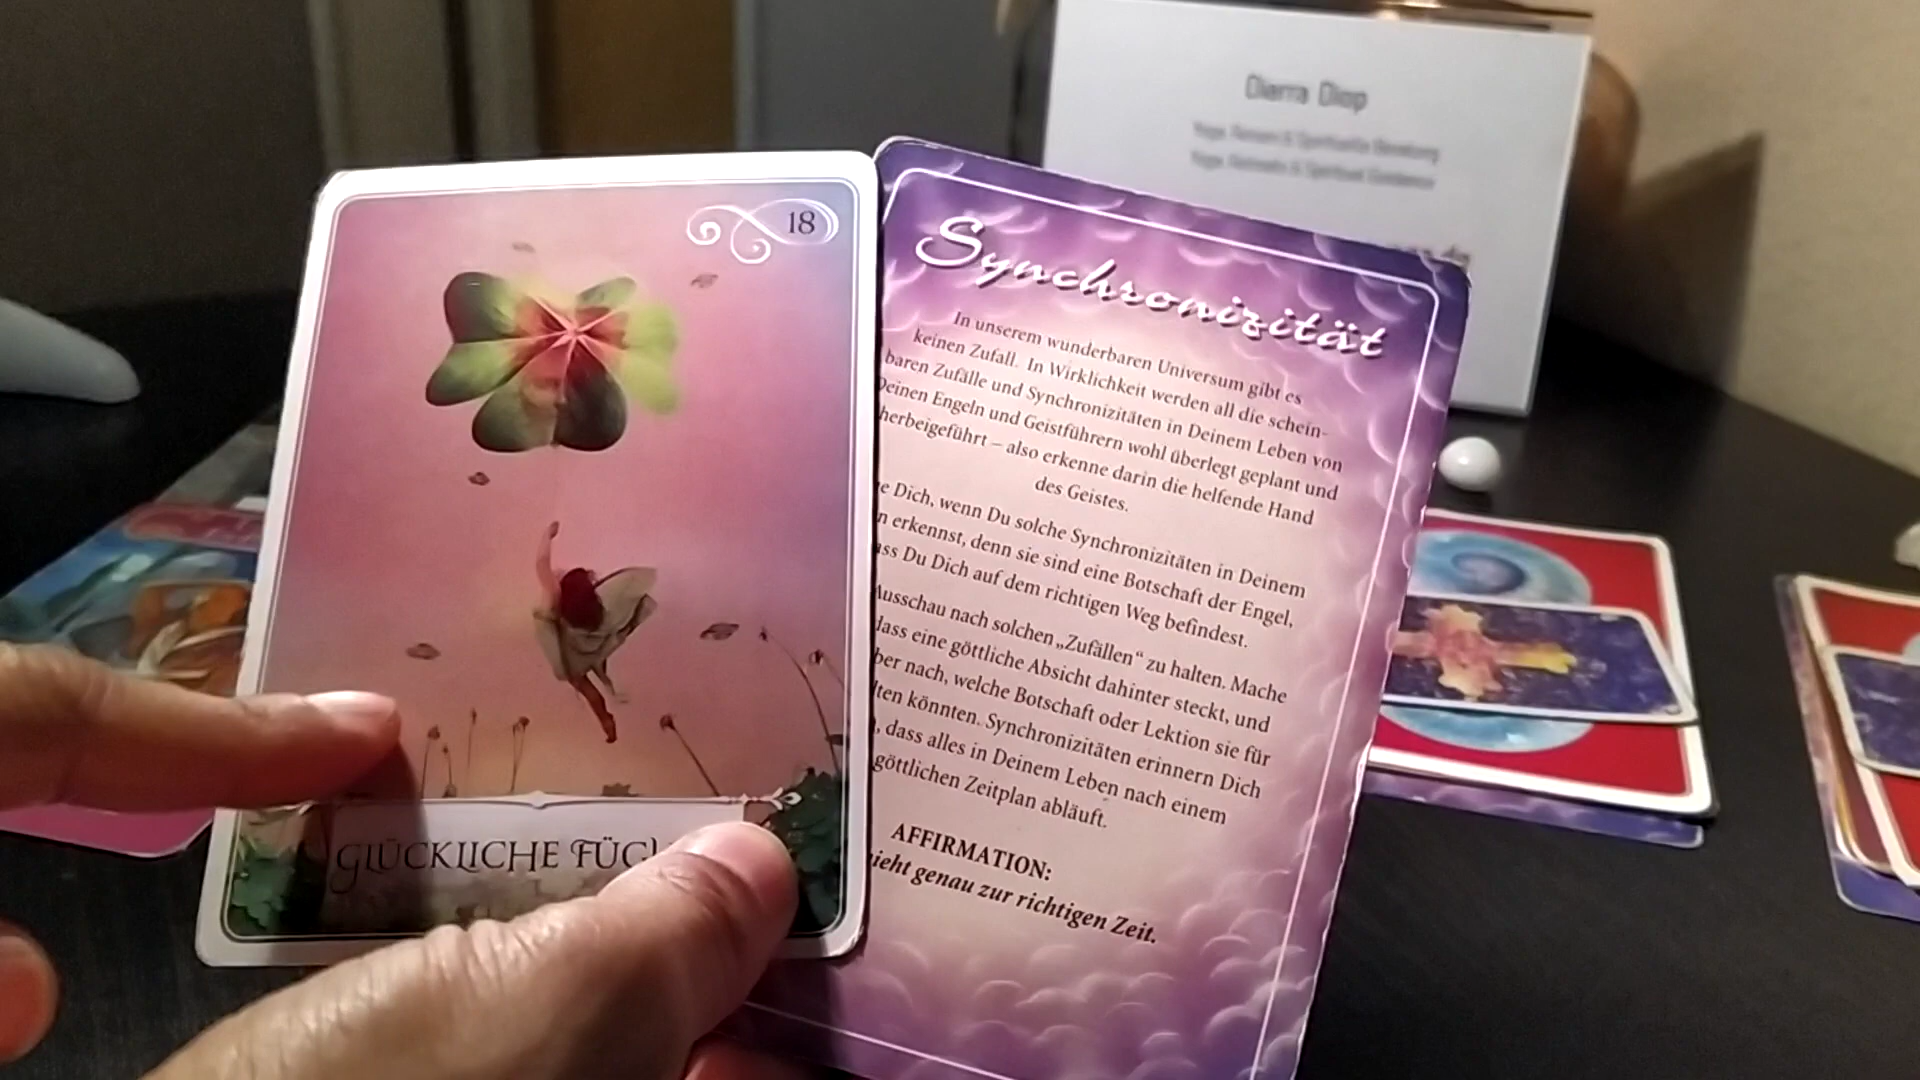 Diarra Diop
18
GLÜCKLICHE
Synchronizität
In unserem wunderbaren Universum gibt es
keinen Zufall. In Wirklichkeit werden all die schein-
baren Zufälle und Synchronizitäten in Deinem Leben von
Deinen Engeln und Geistführern wohl überlegt geplant und
herbeigeführt – also erkenne darin die helfende Hand
des Geistes.
Dich, wenn Du solche Synchronizitäten in Deinem
erkennst, denn sie sind eine Botschaft der Engel,
Du Dich auf dem richtigen Weg befindest.
Ausschau nach solchen „Zufällen“ zu halten. Mache
dass eine göttliche Absicht dahinter steckt, und
nach, welche Botschaft oder Lektion sie für
könnten. Synchronizitäten erinnern Dich
, dass alles in Deinem Leben nach einem
göttlichen Zeitplan abläuft.
AFFIRMATION:
genau zur richtigen Zeit.